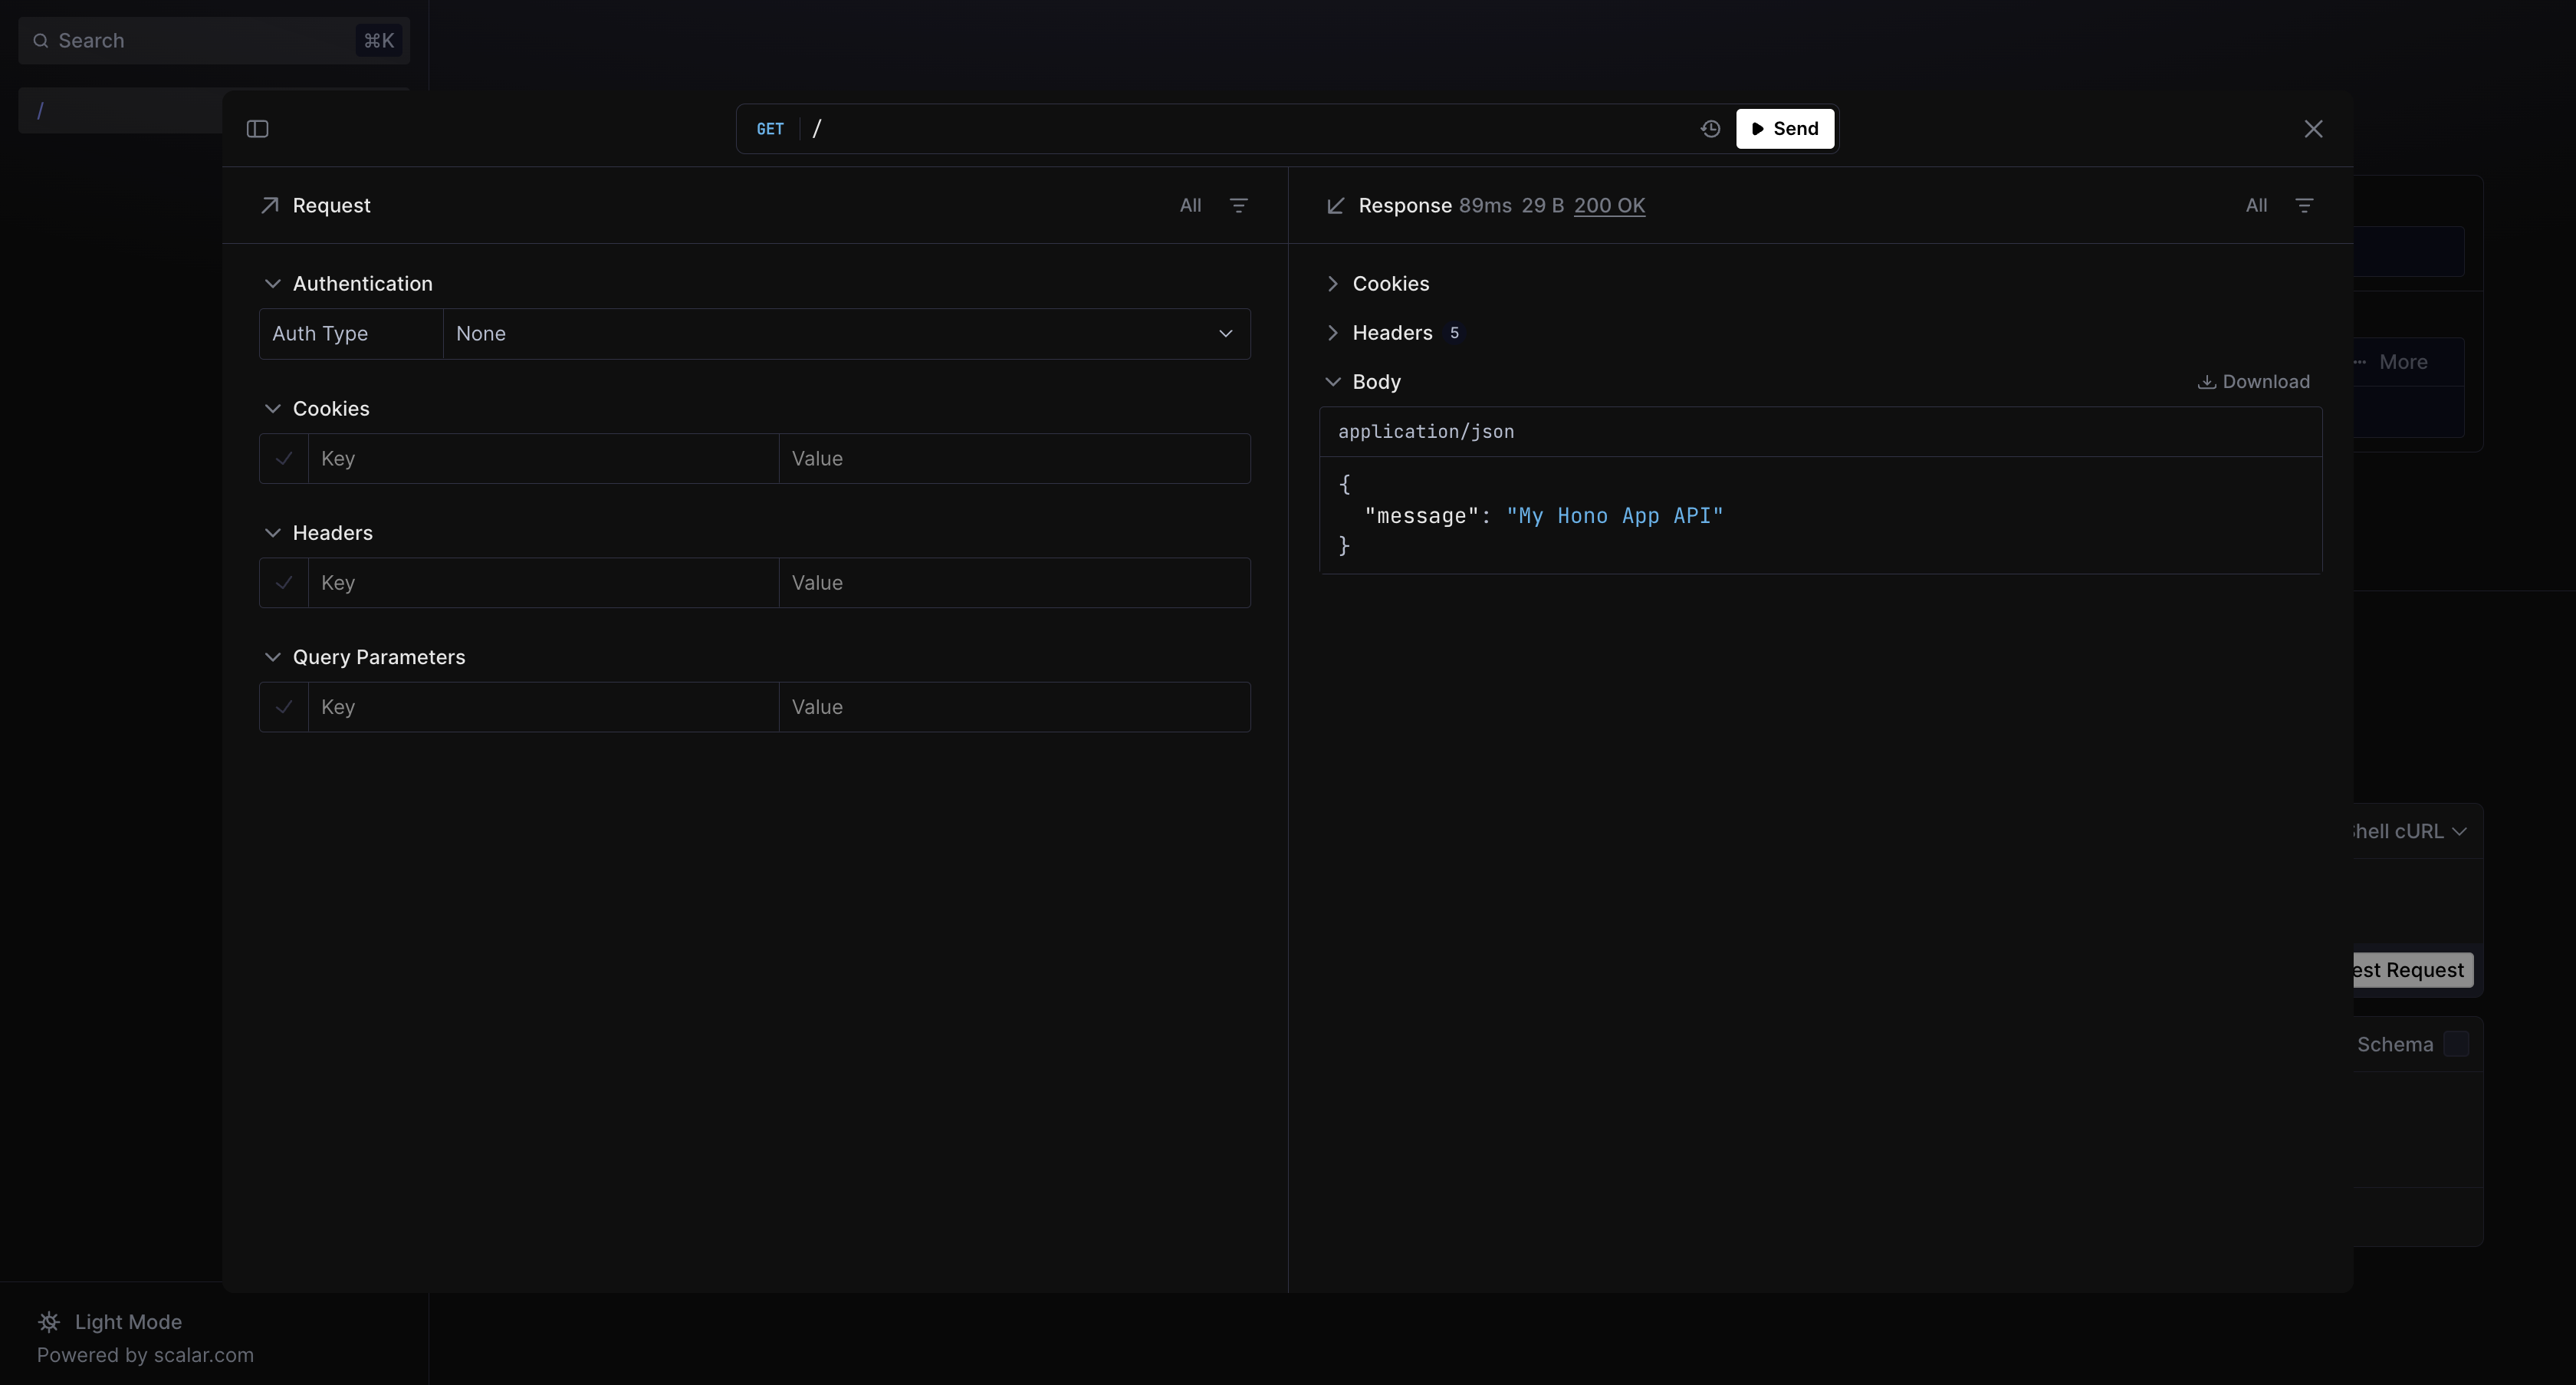 Search ⌘K
/
GET / Send
Request All
Response 89ms 29 B 200 OK All
Authentication
Auth Type None
Cookies
Key Value
Headers
Key Value
Query Parameters
Key Value
Cookies
Headers 5
Body Download
application/json
{
"message": "My Hono App API"
}
More
hell cURL
est Request
Schema
Light Mode
Powered by scalar.com